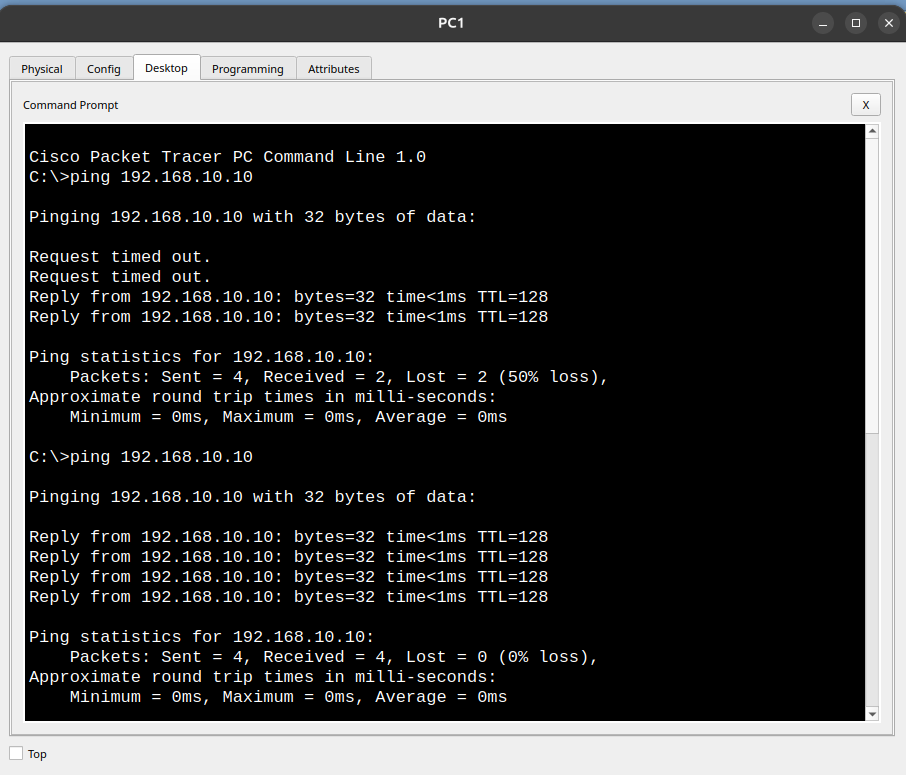 PC1
Physical Config Desktop Programming Attributes
Command Prompt X
Cisco Packet Tracer PC Command Line 1.0
C:\>ping 192.168.10.10
Pinging 192.168.10.10 with 32 bytes of data:
Request timed out.
Request timed out.
Reply from 192.168.10.10: bytes=32 time<1ms TTL=128
Reply from 192.168.10.10: bytes=32 time<1ms TTL=128
Ping statistics for 192.168.10.10:
    Packets: Sent = 4, Received = 2, Lost = 2 (50% loss),
Approximate round trip times in milli-seconds:
    Minimum = 0ms, Maximum = 0ms, Average = 0ms
C:\>ping 192.168.10.10
Pinging 192.168.10.10 with 32 bytes of data:
Reply from 192.168.10.10: bytes=32 time<1ms TTL=128
Reply from 192.168.10.10: bytes=32 time<1ms TTL=128
Reply from 192.168.10.10: bytes=32 time<1ms TTL=128
Reply from 192.168.10.10: bytes=32 time<1ms TTL=128
Ping statistics for 192.168.10.10:
    Packets: Sent = 4, Received = 4, Lost = 0 (0% loss),
Approximate round trip times in milli-seconds:
    Minimum = 0ms, Maximum = 0ms, Average = 0ms
Top